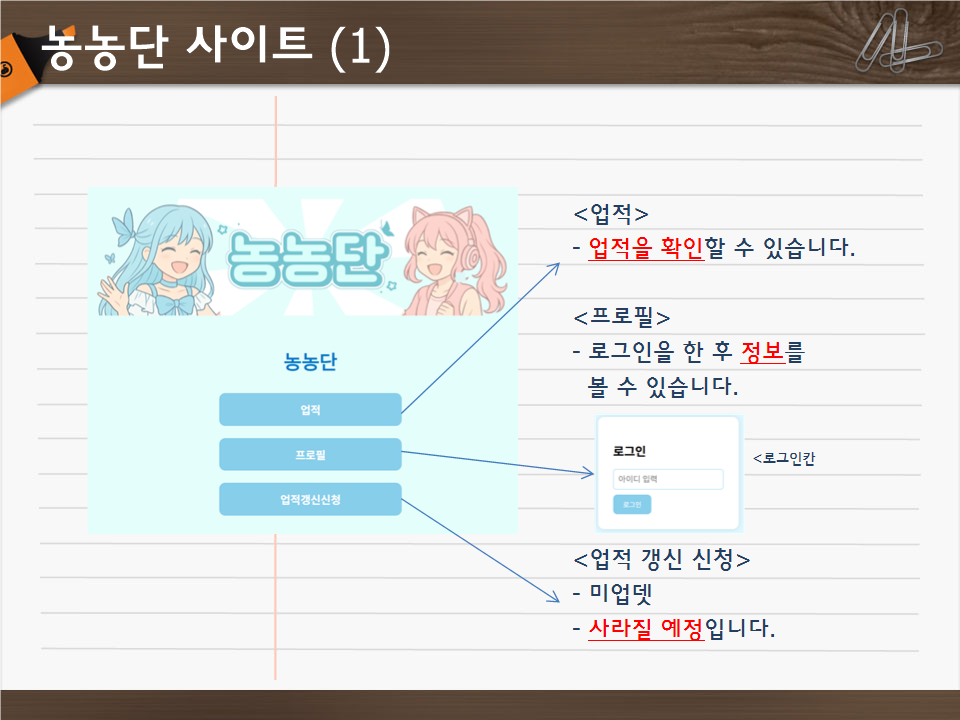 농농단 사이트 (1)
농농단
농농단
업적
프로필
업적갱신신청
<업적>
- 업적을 확인할 수 있습니다.
<프로필>
- 로그인을 한 후 정보를
볼 수 있습니다.
로그인
아이디 입력
로그인
<로그인칸
<업적 갱신 신청>
- 미업뎃
- 사라질 예정입니다.